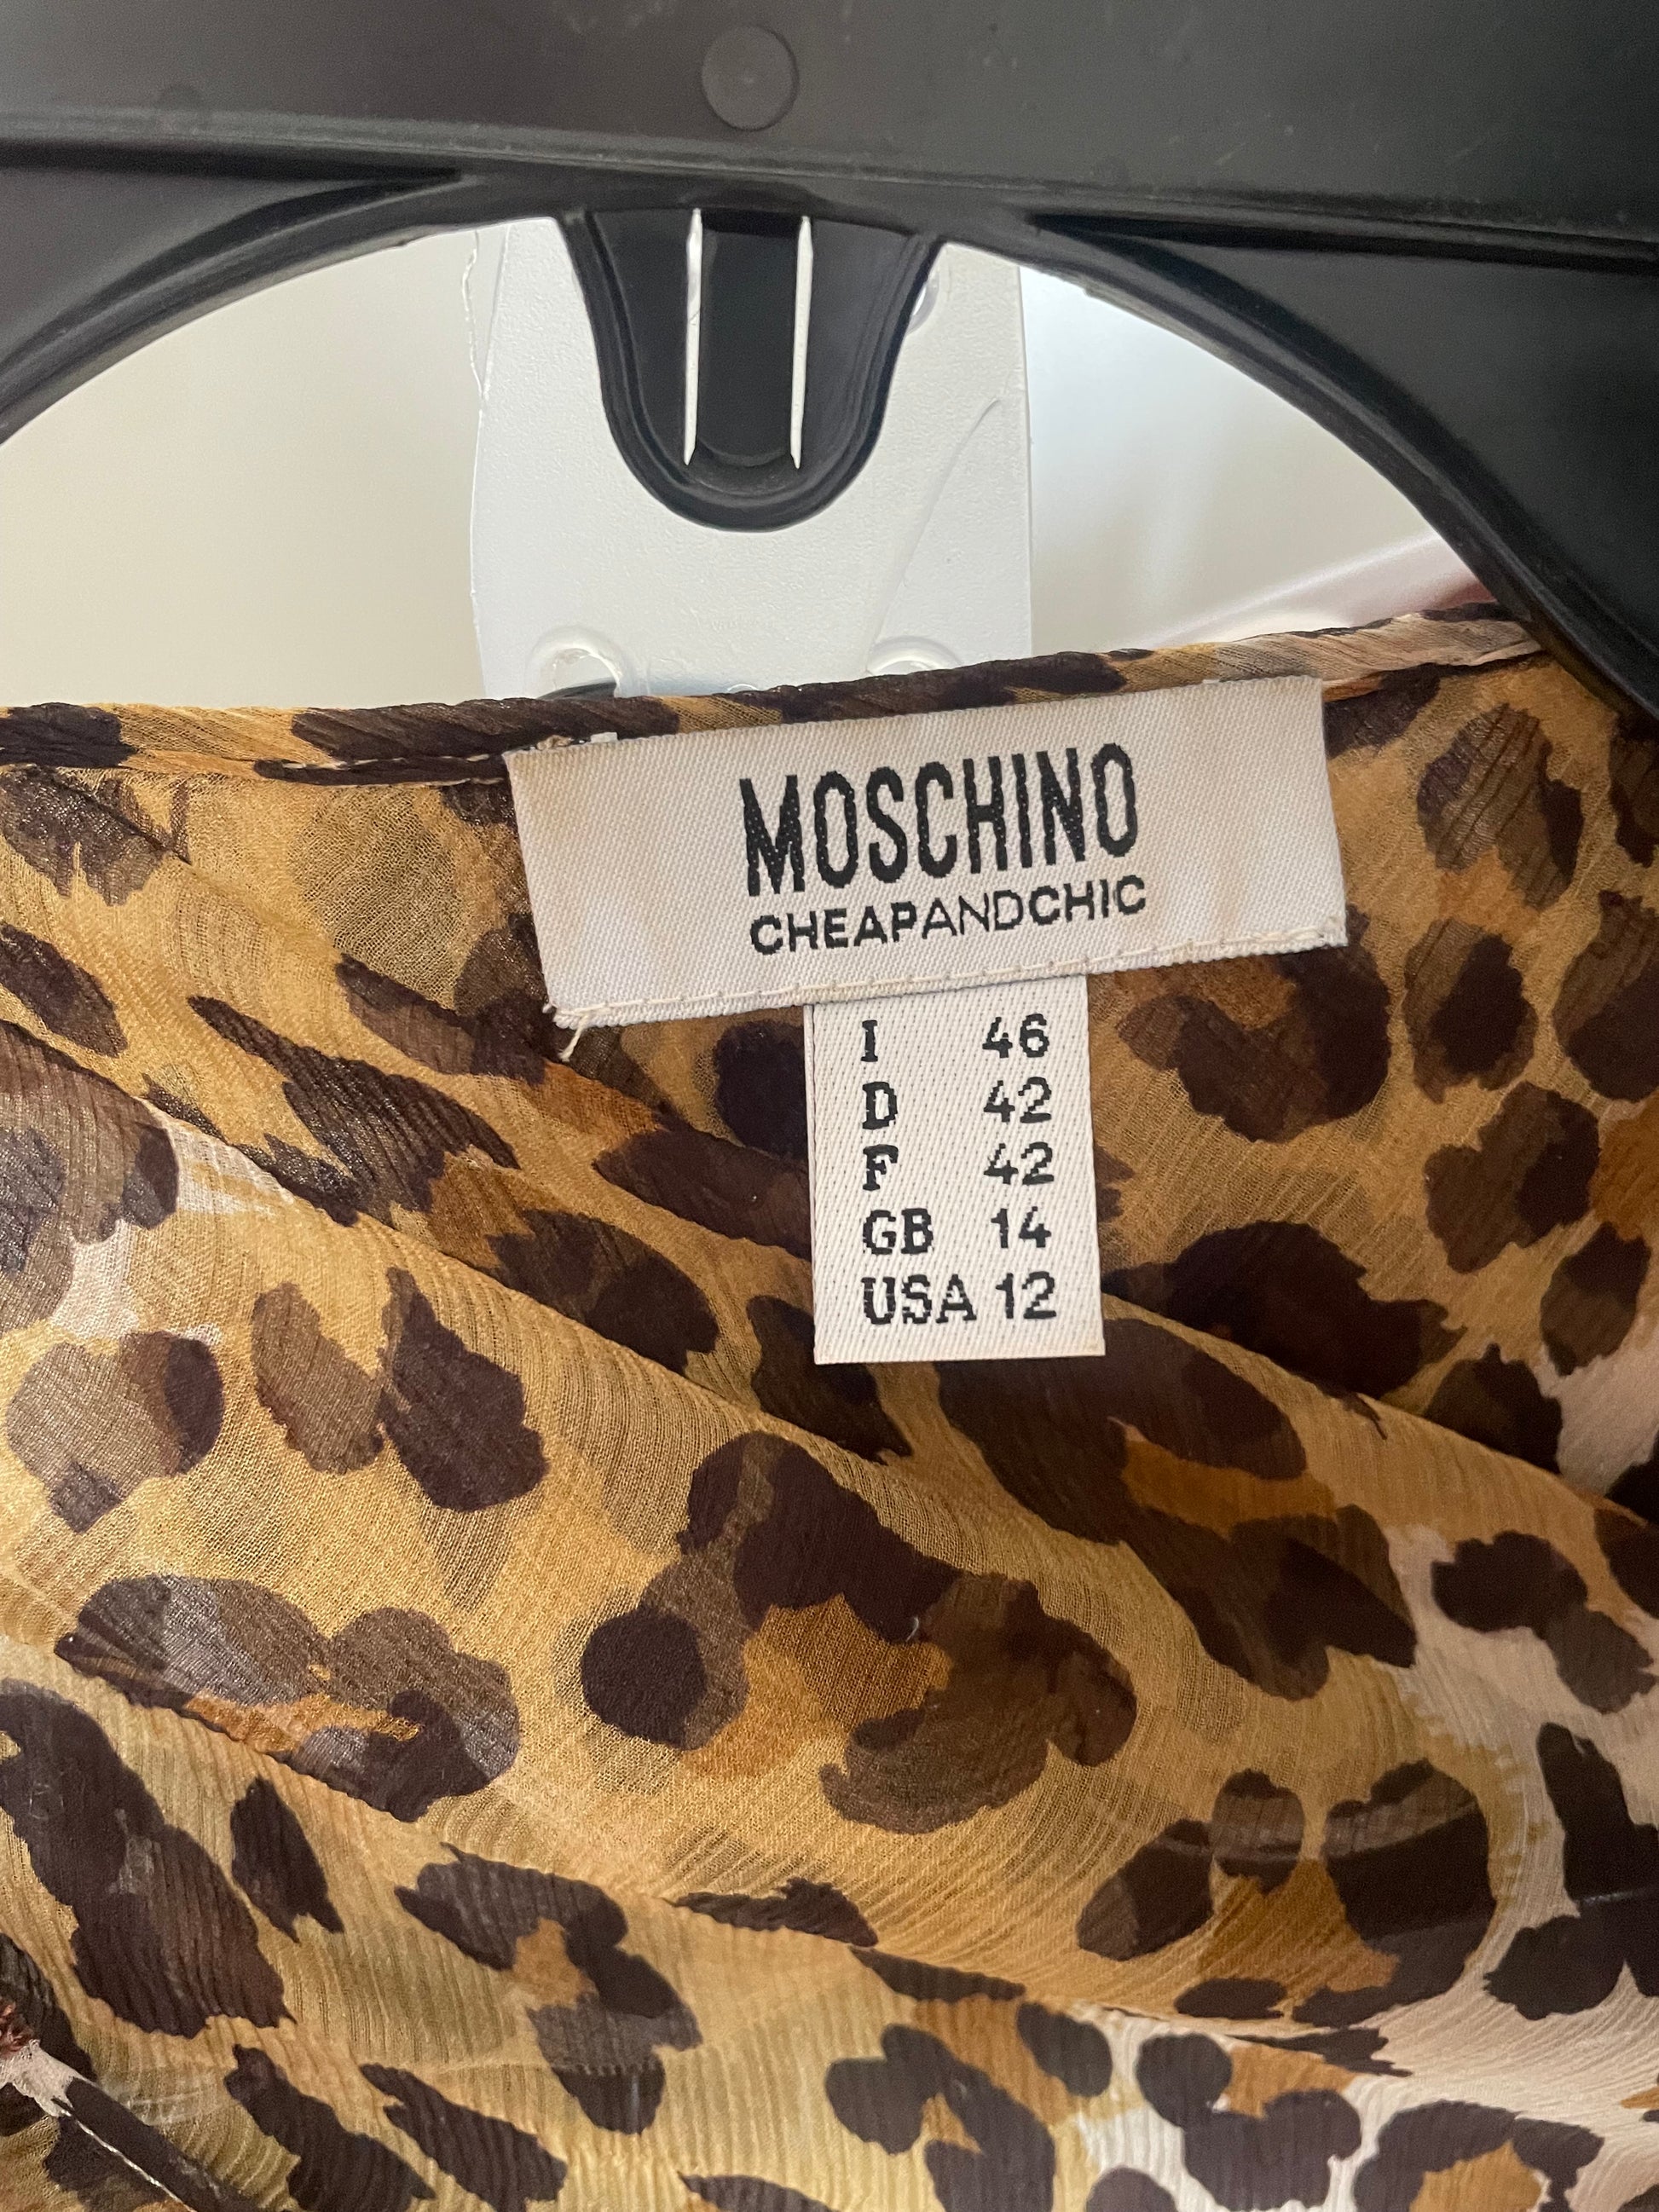 MOSCHINO
CHEAPANDCHIC
I 46
D 42
F 42
GB 14
USA 12